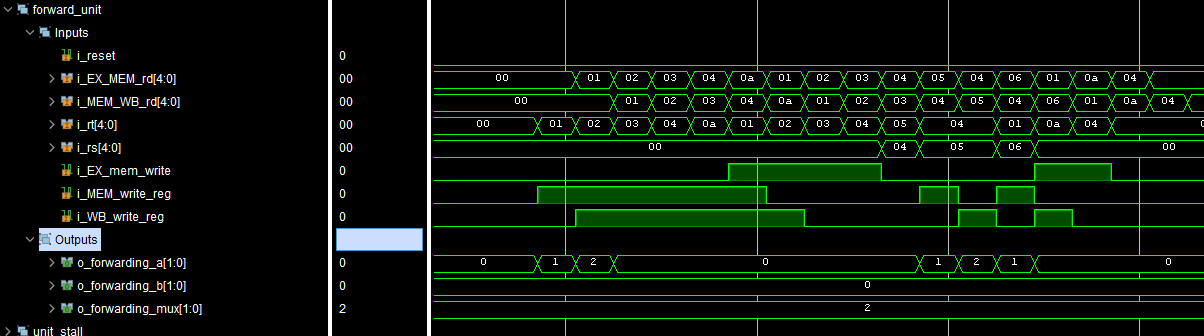 forward_unit
Inputs
i_reset 0
i_EX_MEM_rd[4:0] 00 00 01 02 03 04 0a 01 02 03 04 05 04 06 01 0a 04
i_MEM_WB_rd[4:0] 00 00 01 02 03 04 0a 01 02 03 04 05 04 06 01 0a 04
i_rt[4:0] 00 00 01 02 03 04 0a 01 02 03 04 05 04 01 0a 04 0
i_rs[4:0] 00 00 04 05 06 00
i_EX_mem_write 0
i_MEM_write_reg 0
i_WB_write_reg 0
Outputs
o_forwarding_a[1:0] 0 0 1 2 0 1 2 1 0
o_forwarding_b[1:0] 0 0
o_forwarding_mux[1:0] 2 2
unit_stall